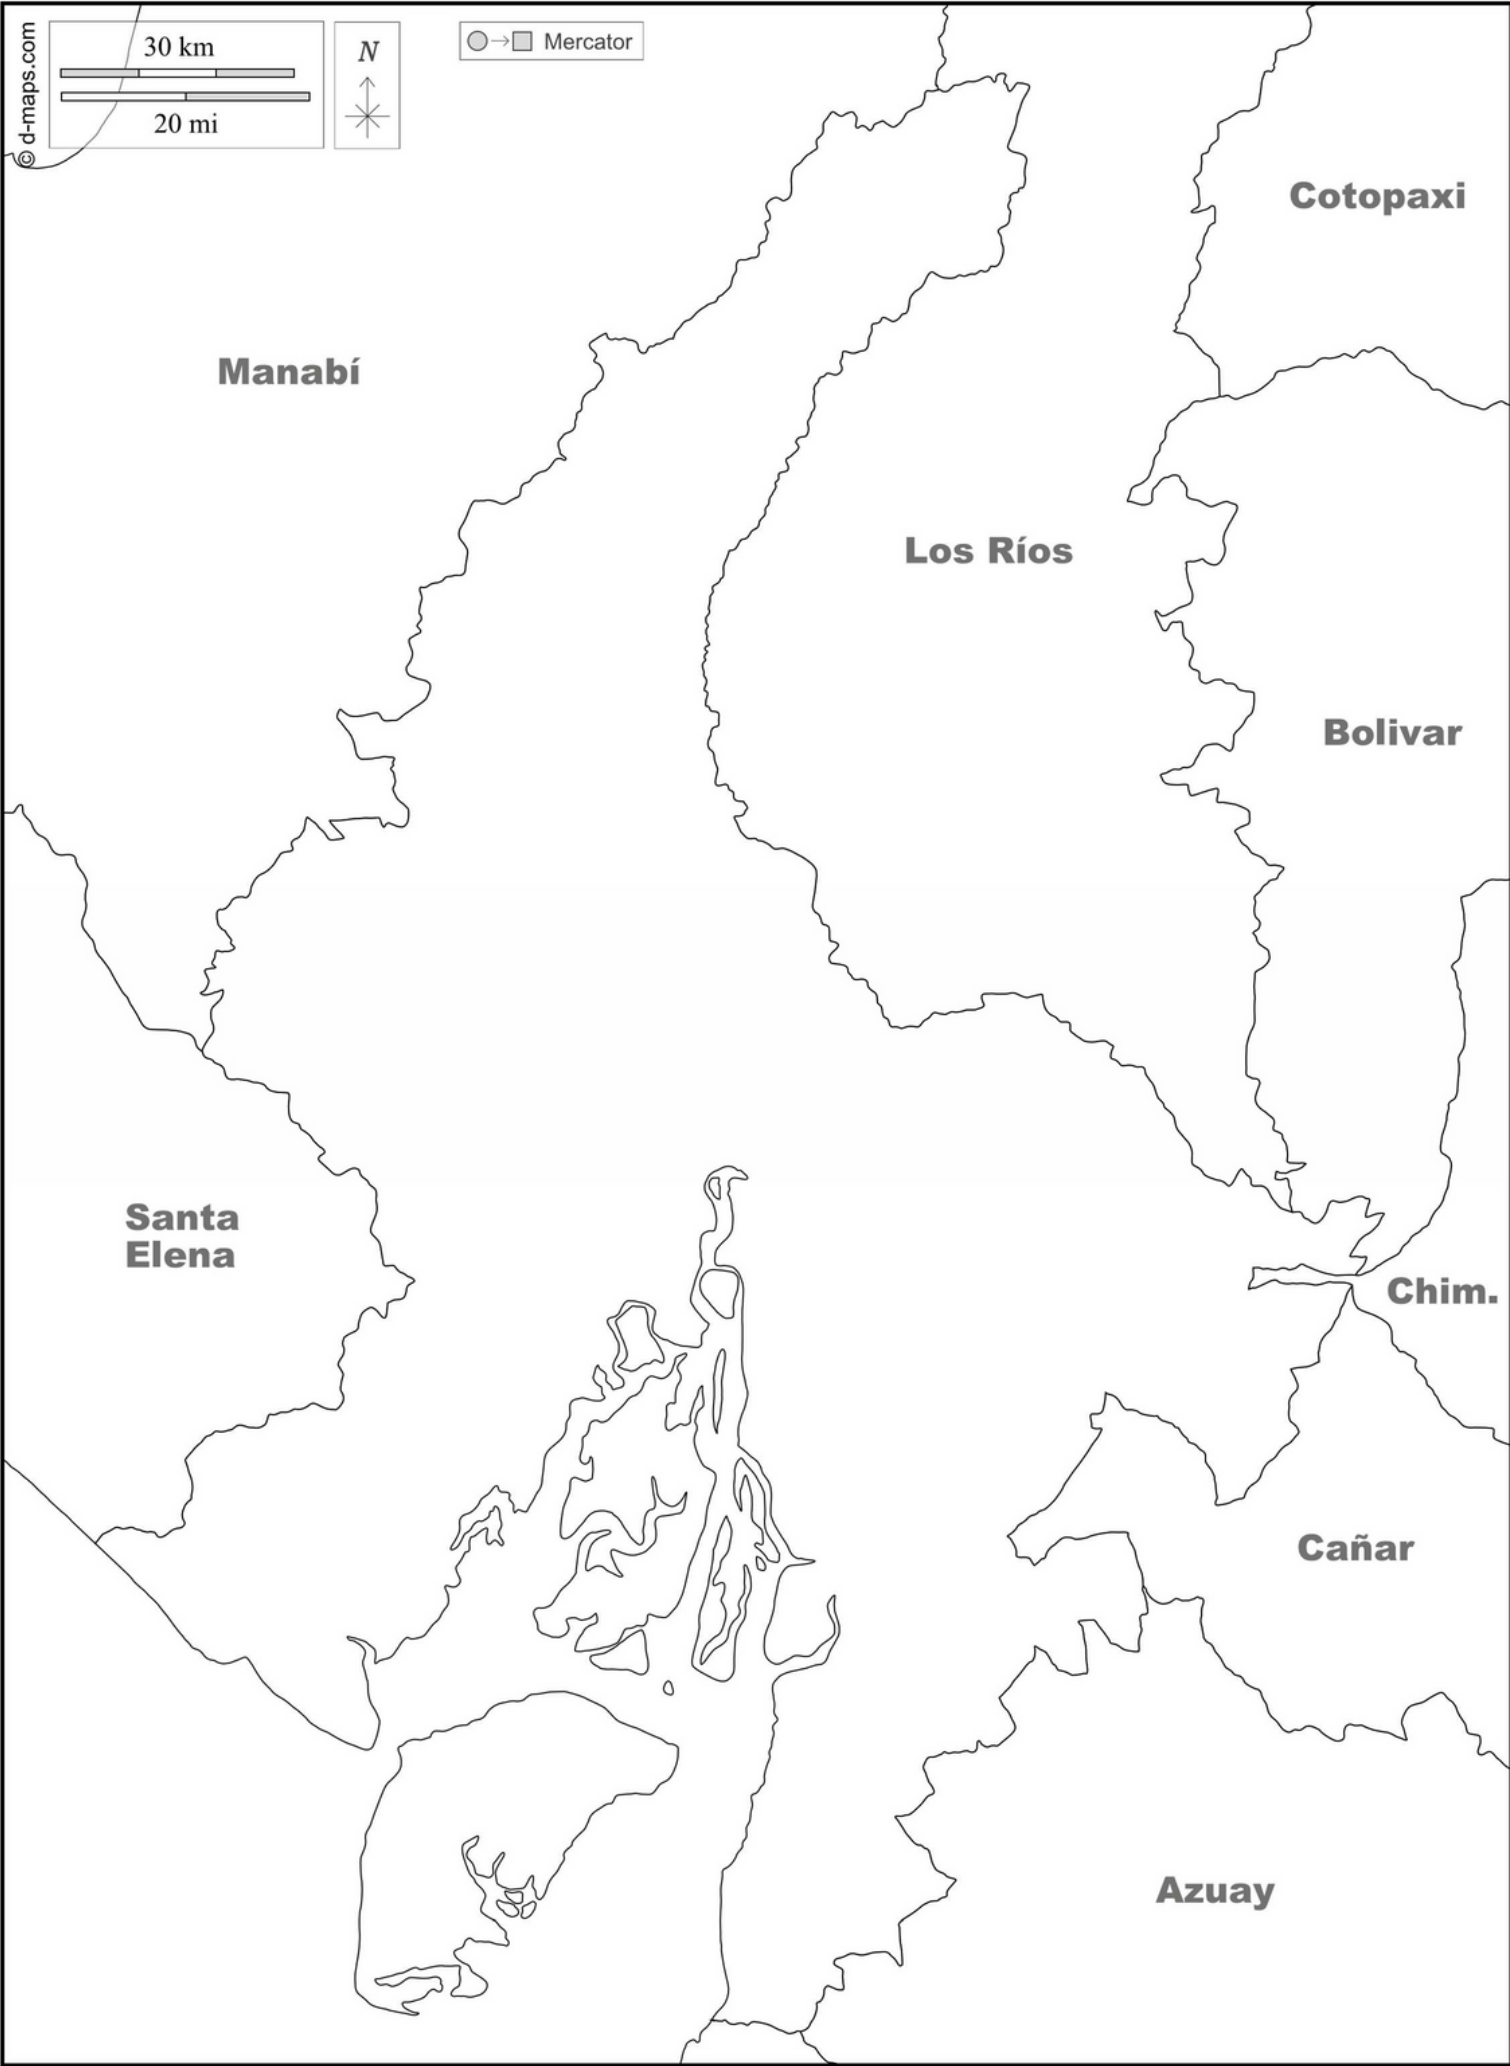 © d-maps.com
30 km
20 mi
N
Mercator
Cotopaxi
Manabí
Los Ríos
Bolivar
Santa
Elena
Chim.
Cañar
Azuay